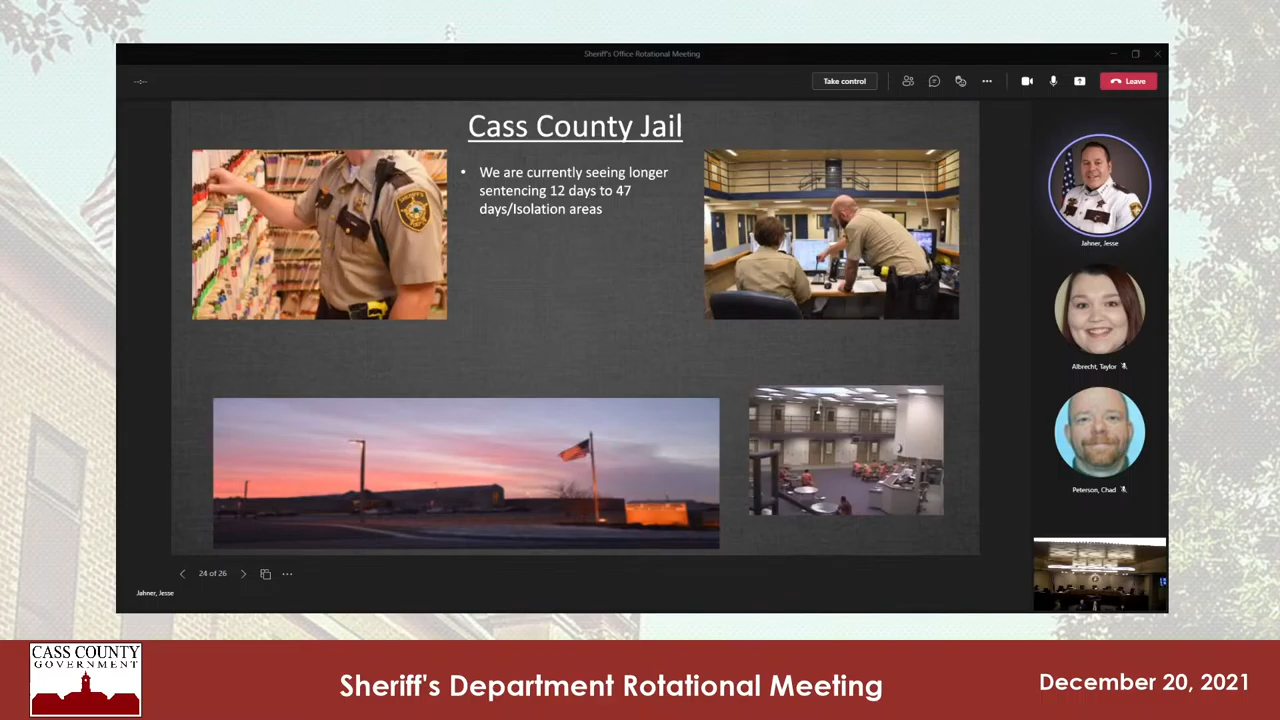 Sheriff's Office Rotational Meeting
--:--
Take control
Leave
Cass County Jail
• We are currently seeing longer
sentencing 12 days to 47
days/Isolation areas
Jahner, Jesse
Albrecht, Taylor
Peterson, Chad
24 of 26
Jahner, Jesse
CASS COUNTY
GOVERNMENT
Sheriff's Department Rotational Meeting
December 20, 2021